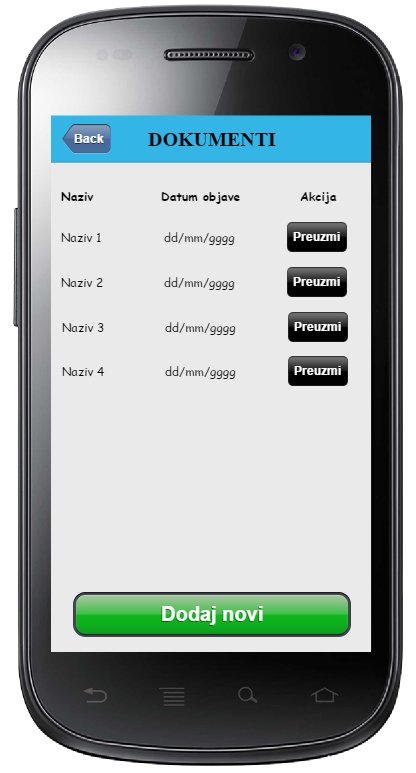 Back DOKUMENTI
Naziv Datum objave Akcija
Naziv 1 dd/mm/gggg Preuzmi
Naziv 2 dd/mm/gggg Preuzmi
Naziv 3 dd/mm/gggg Preuzmi
Naziv 4 dd/mm/gggg Preuzmi
Dodaj novi